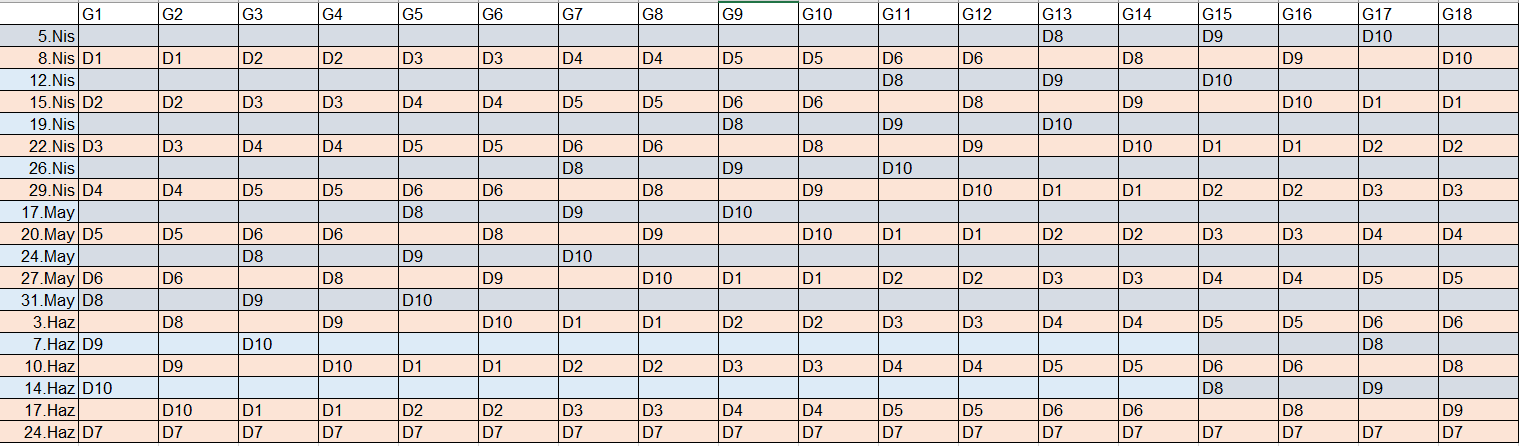 G1 G2 G3 G4 G5 G6 G7 G8 G9 G10 G11 G12 G13 G14 G15 G16 G17 G18
5.Nis D8 D9 D10
8.Nis D1 D1 D2 D2 D3 D3 D4 D4 D5 D5 D6 D6 D8 D9 D10
12.Nis D8 D9 D10
15.Nis D2 D2 D3 D3 D4 D4 D5 D5 D6 D6 D8 D9 D10 D1 D1
19.Nis D8 D9 D10
22.Nis D3 D3 D4 D4 D5 D5 D6 D6 D8 D9 D10 D1 D1 D2 D2
26.Nis D8 D9 D10
29.Nis D4 D4 D5 D5 D6 D6 D8 D9 D10 D1 D1 D2 D2 D3 D3
17.May D8 D9 D10
20.May D5 D5 D6 D6 D8 D9 D10 D1 D1 D2 D2 D3 D3 D4 D4
24.May D8 D9 D10
27.May D6 D6 D8 D9 D10 D1 D1 D2 D2 D3 D3 D4 D4 D5 D5
31.May D8 D9 D10
3.Haz D8 D9 D10 D1 D1 D2 D2 D3 D3 D4 D4 D5 D5 D6 D6
7.Haz D9 D10 D8
10.Haz D9 D10 D1 D1 D2 D2 D3 D3 D4 D4 D5 D5 D6 D6 D8
14.Haz D10 D8 D9
17.Haz D10 D1 D1 D2 D2 D3 D3 D4 D4 D5 D5 D6 D6 D8 D9
24.Haz D7 D7 D7 D7 D7 D7 D7 D7 D7 D7 D7 D7 D7 D7 D7 D7 D7 D7